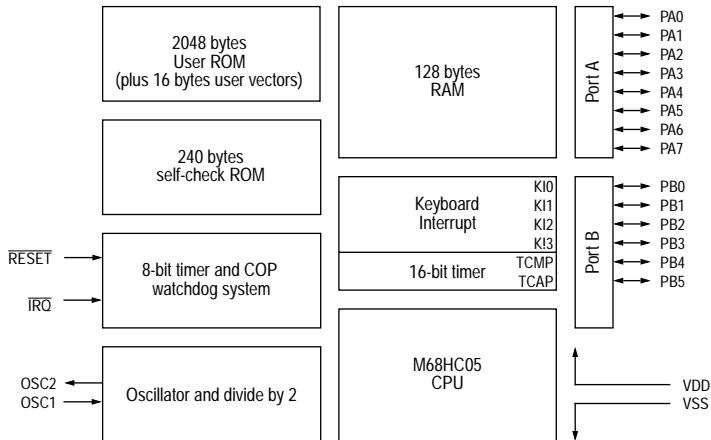 2048 bytes
User ROM
(plus 16 bytes user vectors)
128 bytes
RAM
Port A
PA0
PA1
PA2
PA3
PA4
PA5
PA6
PA7
240 bytes
self-check ROM
Keyboard
Interrupt
KI0
KI1
KI2
KI3
16-bit timer
TCMP
TCAP
Port B
PB0
PB1
PB2
PB3
PB4
PB5
RESET
IRQ
8-bit timer and COP
watchdog system
OSC2
OSC1
Oscillator and divide by 2
M68HC05
CPU
VDD
VSS